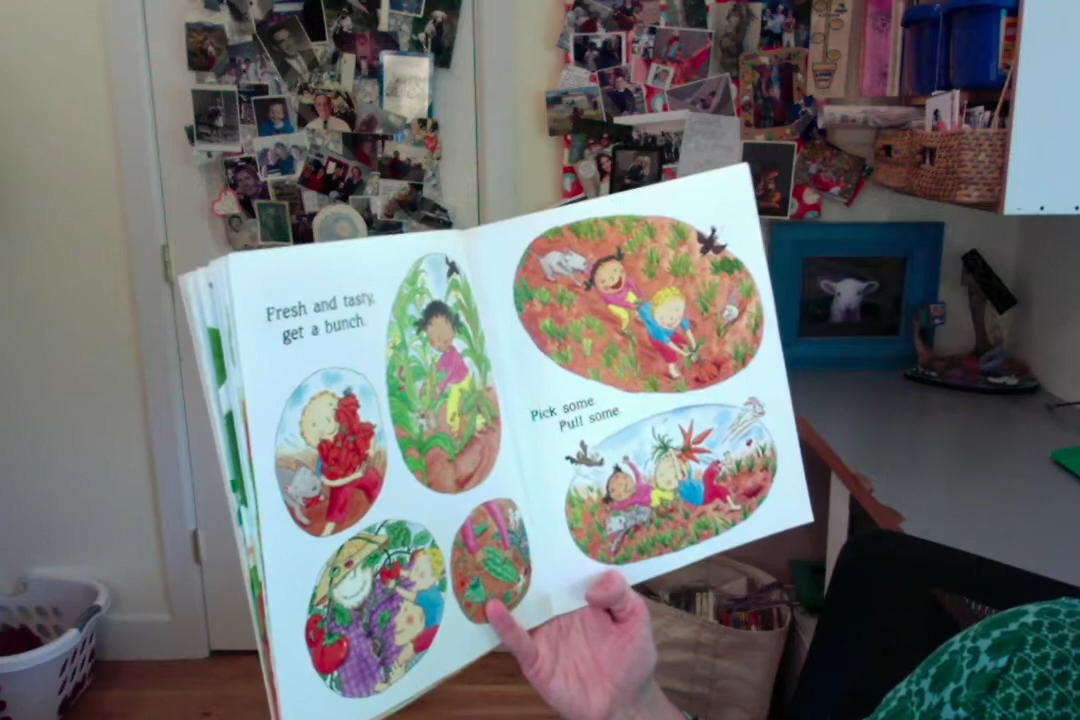 Fresh and tasty,
get a bunch.
Pick some.
Pull some.